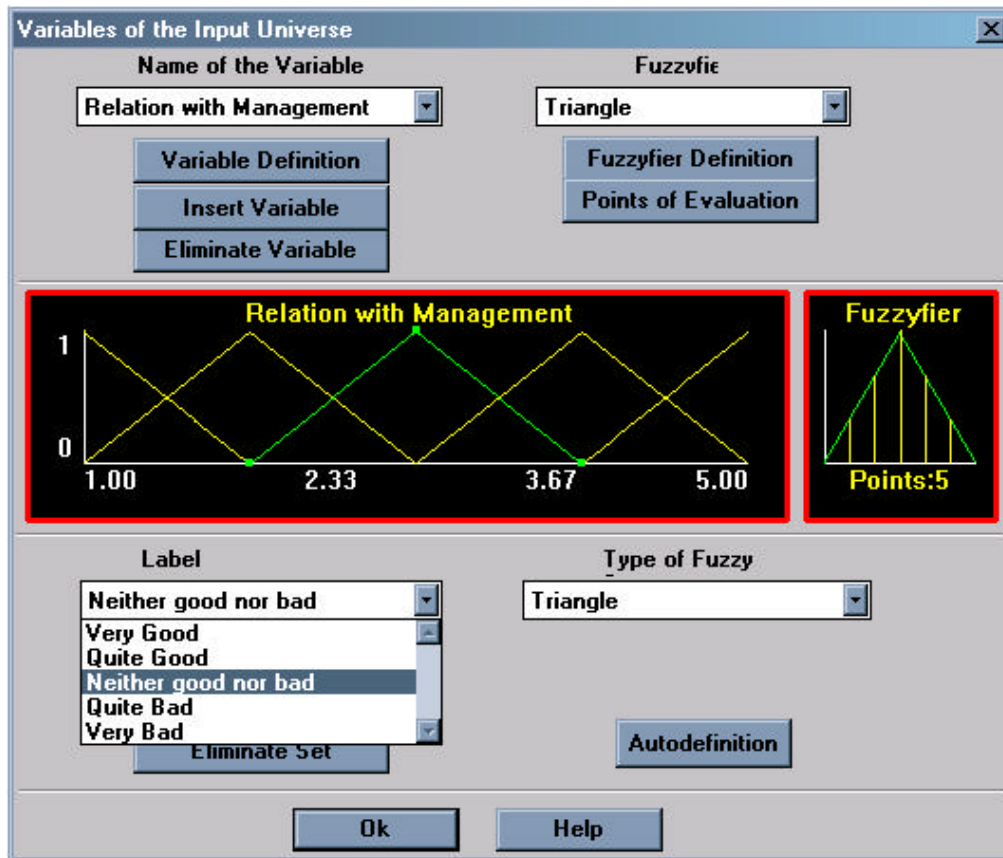 Variables of the Input Universe
Name of the Variable
Fuzzyfie
Relation with Management
Triangle
Variable Definition
Fuzzyfier Definition
Insert Variable
Points of Evaluation
Eliminate Variable
Relation with Management
Fuzzyfier
1
0
1.00 2.33 3.67 5.00
Points:5
Label
Type of Fuzzy
Neither good nor bad
Triangle
Very Good
Quite Good
Neither good nor bad
Quite Bad
Very Bad
Eliminate Set
Autodefinition
Ok
Help